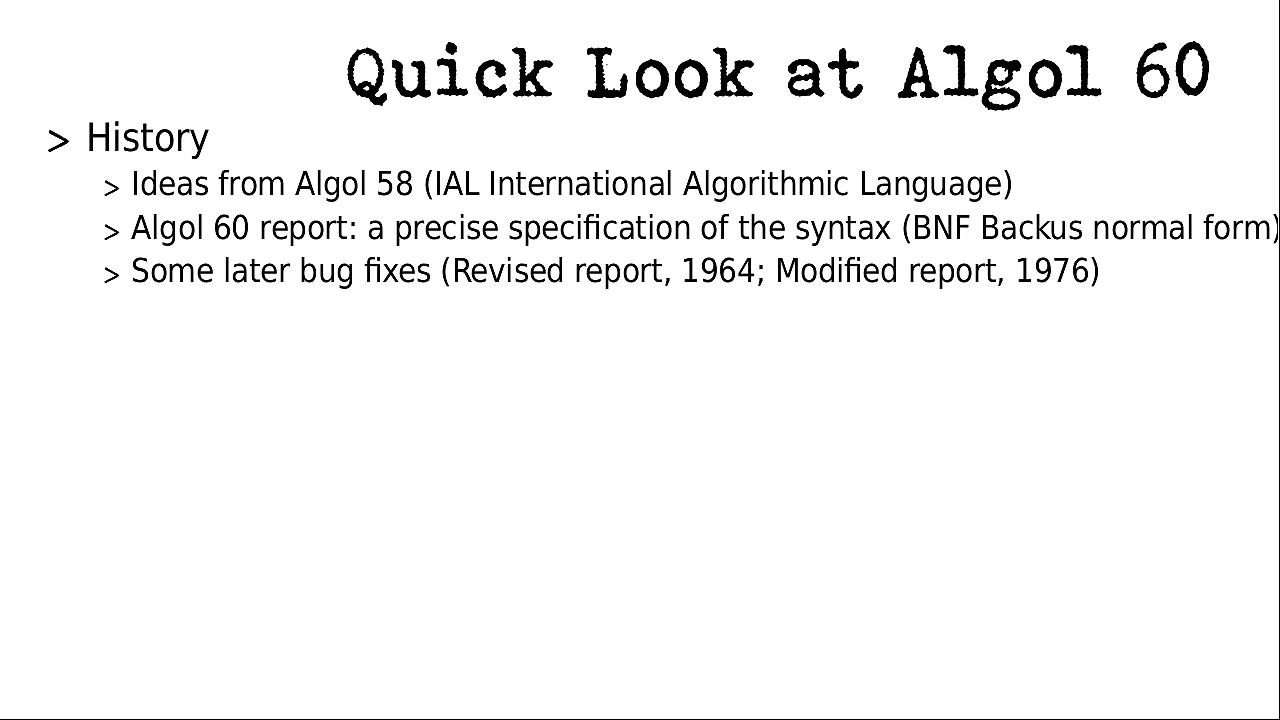 Quick Look at Algol 60
> History
> Ideas from Algol 58 (IAL International Algorithmic Language)
> Algol 60 report: a precise specification of the syntax (BNF Backus normal form)
> Some later bug fixes (Revised report, 1964; Modified report, 1976)